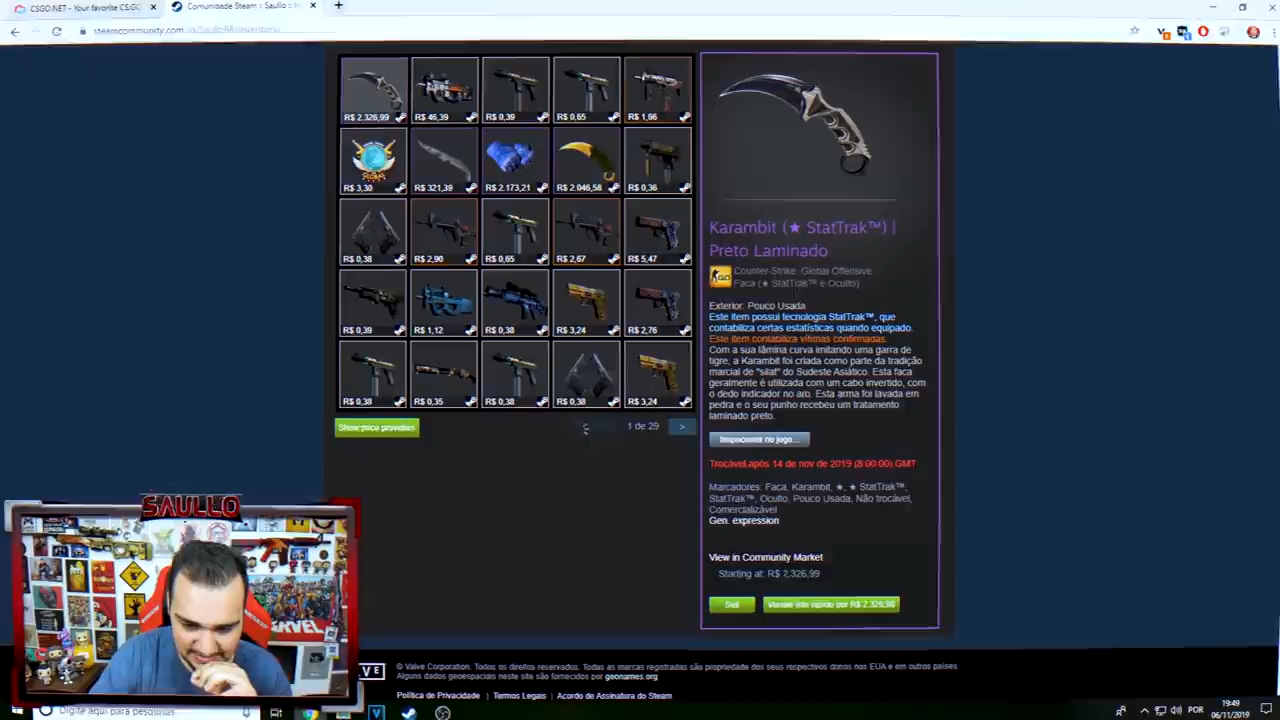 CSGO.NET - Your favorite CS:GO
Comunidade Steam :: Saullo :: In
steamcommunity.com
R$ 2.326,99
R$ 46,39
R$ 0,39
R$ 0,65
R$ 1,66
R$ 3,30
R$ 321,39
R$ 2.173,21
R$ 2.046,58
R$ 0,36
R$ 0,38
R$ 2,90
R$ 0,65
R$ 2,67
R$ 5,47
R$ 0,39
R$ 1,12
R$ 0,38
R$ 3,24
R$ 2,76
R$ 0,38
R$ 0,35
R$ 0,38
R$ 0,38
R$ 3,24
Show price providers
1 de 29
>
Karambit (★ StatTrak™) |
Preto Laminado
Counter-Strike: Global Offensive
Faca (★ StatTrak™ e Oculto)
Exterior: Pouco Usada
Este item possui tecnologia StatTrak™, que
contabiliza certas estatísticas quando equipado.
Este item contabiliza vítimas confirmadas.
Com a sua lâmina curva imitando uma garra de
tigre, a Karambit foi criada como parte da tradição
marcial de "silat" do Sudeste Asiático. Esta faca
geralmente é utilizada com um cabo invertido, com
o dedo indicador no aro. Esta arma foi lavada em
pedra e o seu punho recebeu um tratamento
laminado preto.
Inspecionar no jogo...
Trocável após 14 de nov de 2019 (8:00:00) GMT
Marcadores: Faca, Karambit, ★, ★ StatTrak™,
StatTrak™, Oculto, Pouco Usada, Não trocável,
Comercializável
Gen. expression
View in Community Market
Starting at: R$ 2.326,99
Sell
SAULLO
MARVEL
VE
© Valve Corporation. Todos os direitos reservados. Todas as marcas registradas são propriedade dos seus respectivos donos nos EUA e em outros países.
Alguns dados geoespaciais neste site são fornecidos por geonames.org.
Política de Privacidade | Termos Legais | Acordo de Assinatura do Steam
Digite aqui para pesquisar
POR
19:49
06/11/2019